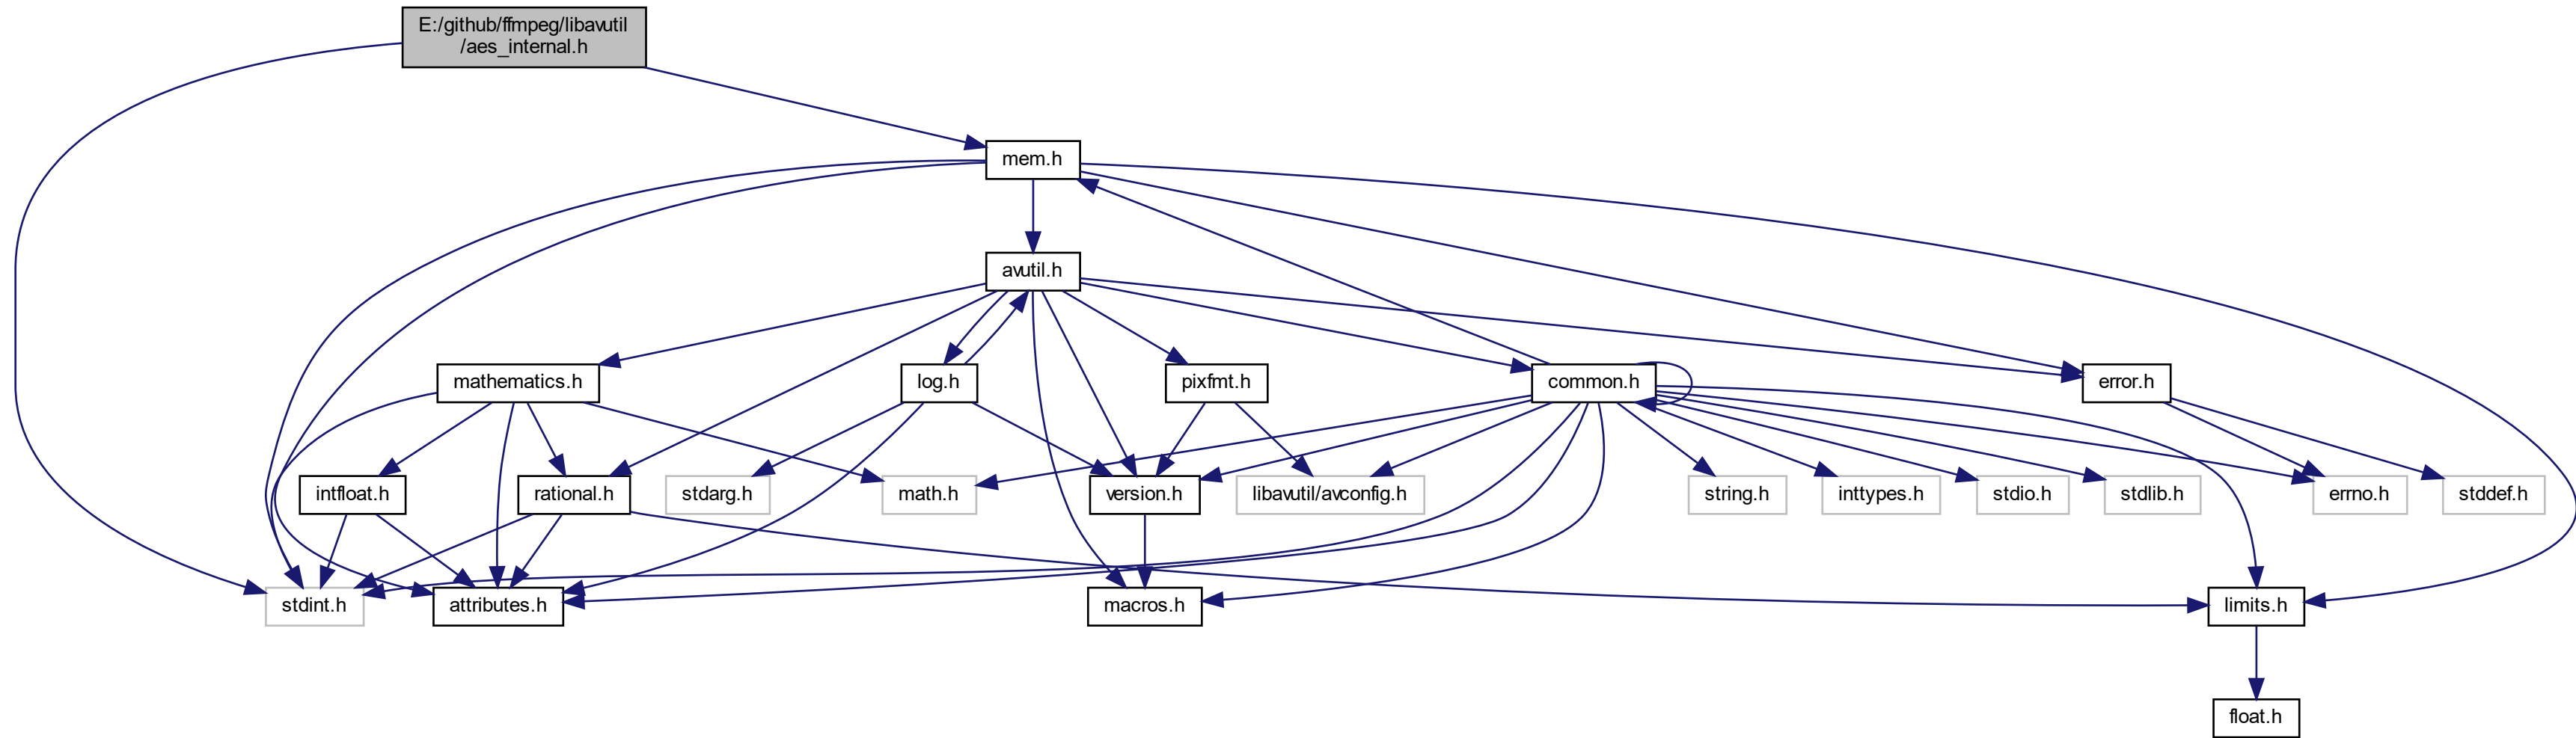 E:/github/ffmpeg/libavutil
/aes_internal.h
mem.h
avutil.h
mathematics.h
log.h
pixfmt.h
common.h
error.h
intfloat.h
rational.h
stdarg.h
math.h
version.h
libavutil/avconfig.h
string.h
inttypes.h
stdio.h
stdlib.h
errno.h
stddef.h
stdint.h
attributes.h
macros.h
limits.h
float.h